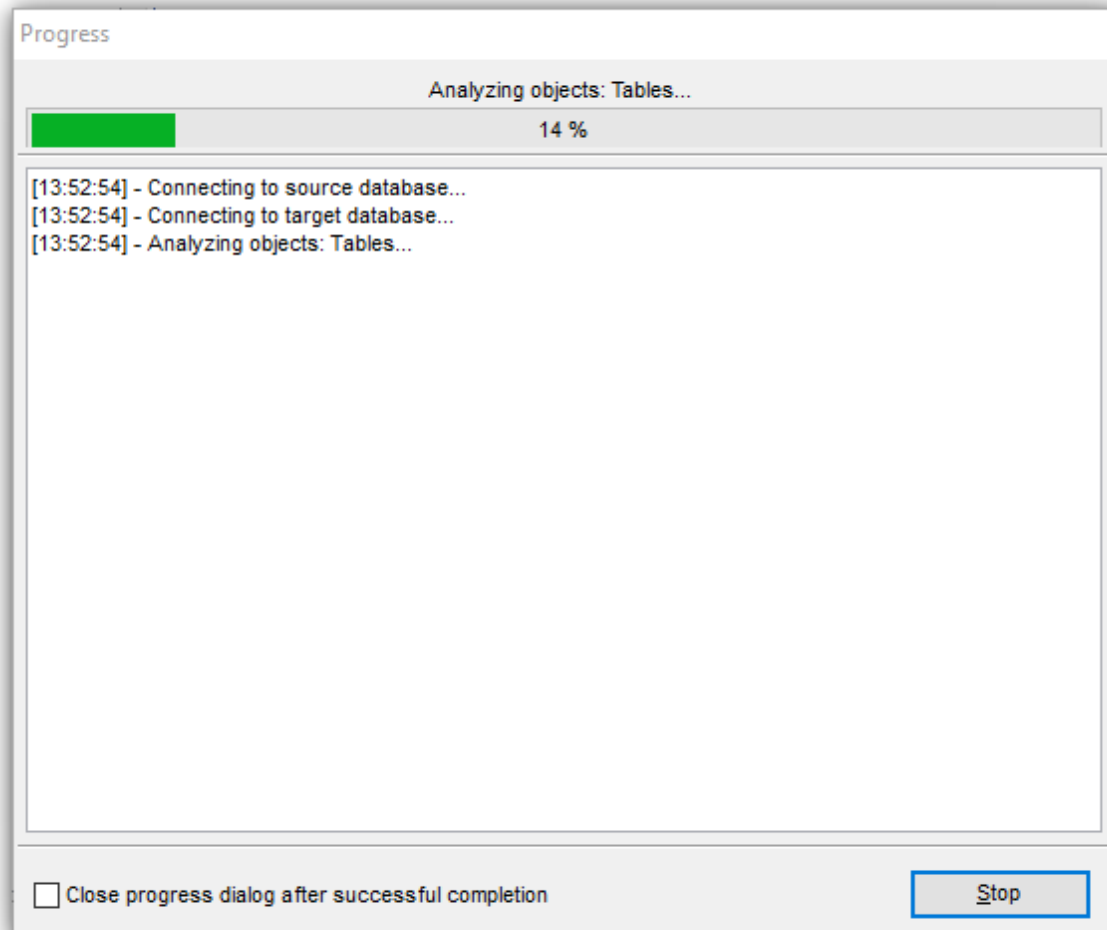 Progress
Analyzing objects: Tables...
14 %
[13:52:54] - Connecting to source database...
[13:52:54] - Connecting to target database...
[13:52:54] - Analyzing objects: Tables...
Close progress dialog after successful completion
Stop